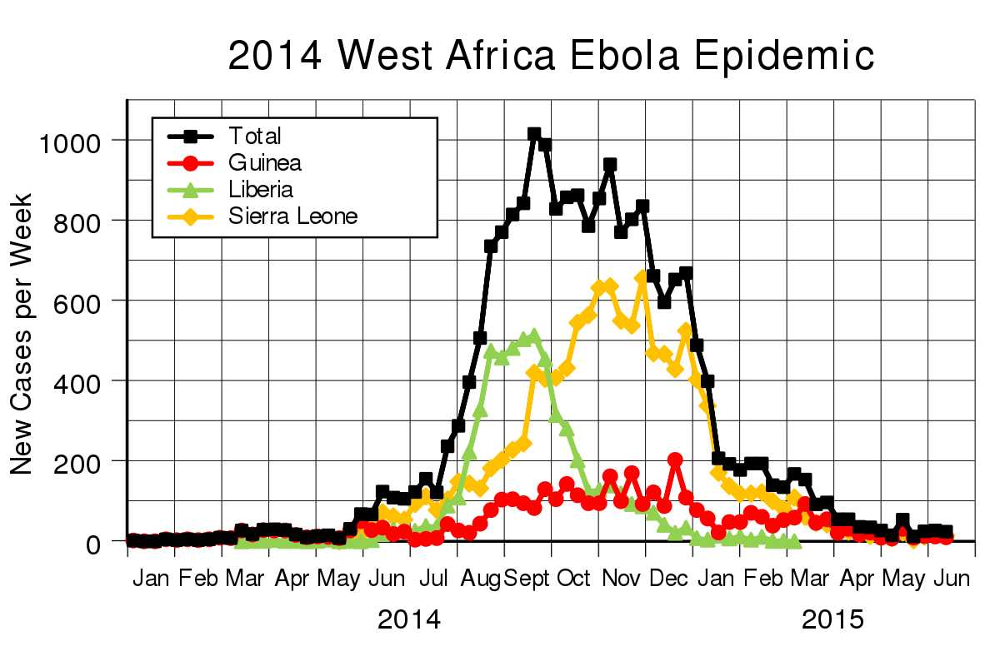 2014 West Africa Ebola Epidemic
Total
Guinea
Liberia
Sierra Leone
New Cases per Week
1000
800
600
400
200
0
Jan Feb Mar Apr May Jun Jul Aug Sept Oct Nov Dec Jan Feb Mar Apr May Jun
2014 2015